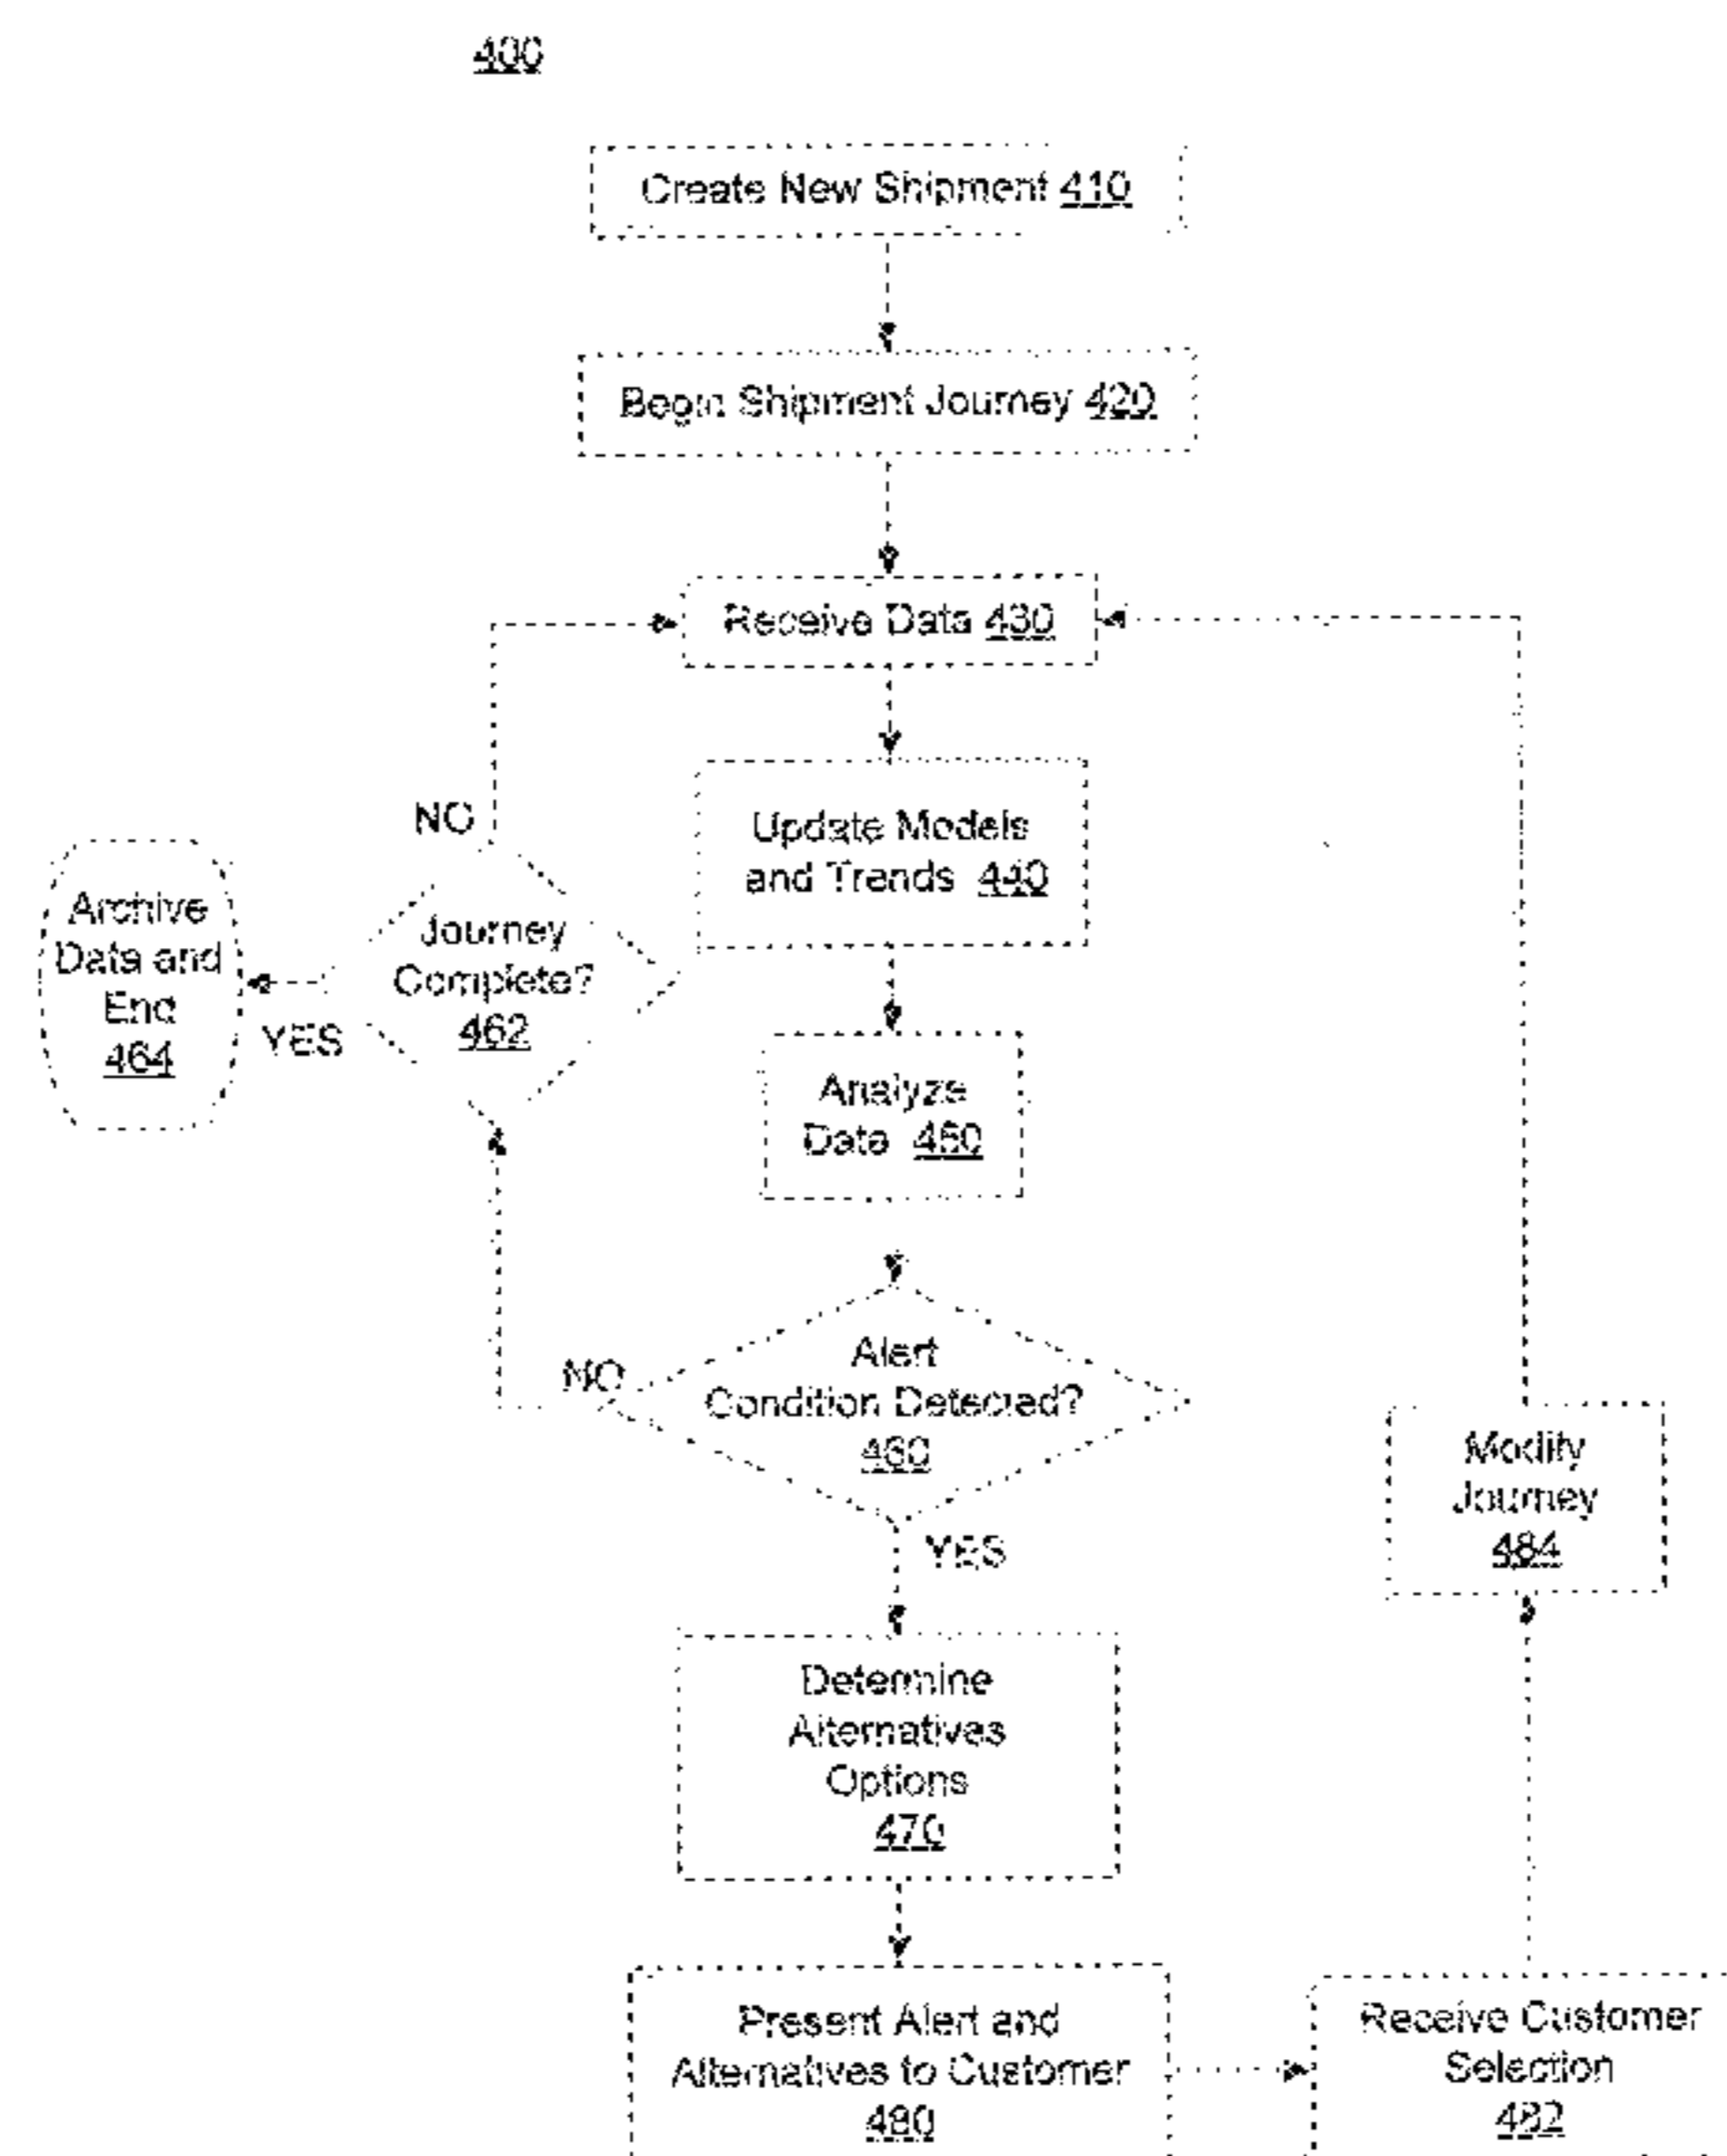 400
Create New Shipment 410
Begin Shipment Journey 420
Receive Data 430
NO
Update Models
and Trends 440
Archive
Data and
End
464
YES
Journey
Complete?
462
Analyze
Data 450
NO
Alert
Condition Detected?
460
YES
Modify
Journey
484
Determine
Alternatives
Options
470
Present Alert and
Alternatives to Customer
480
Receive Customer
Selection
482